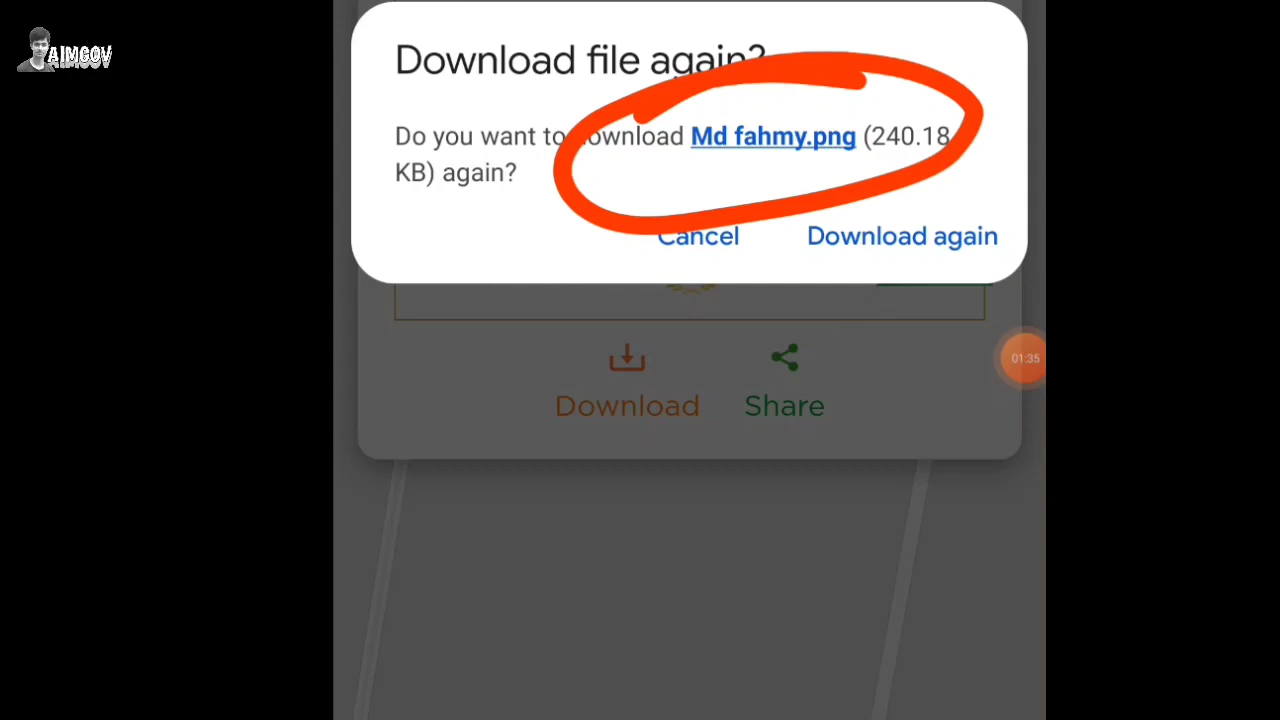 AIMGOV
Download file again?
Do you want to download Md fahmy.png (240.18
KB) again?
Cancel
Download again
01:35
Download
Share